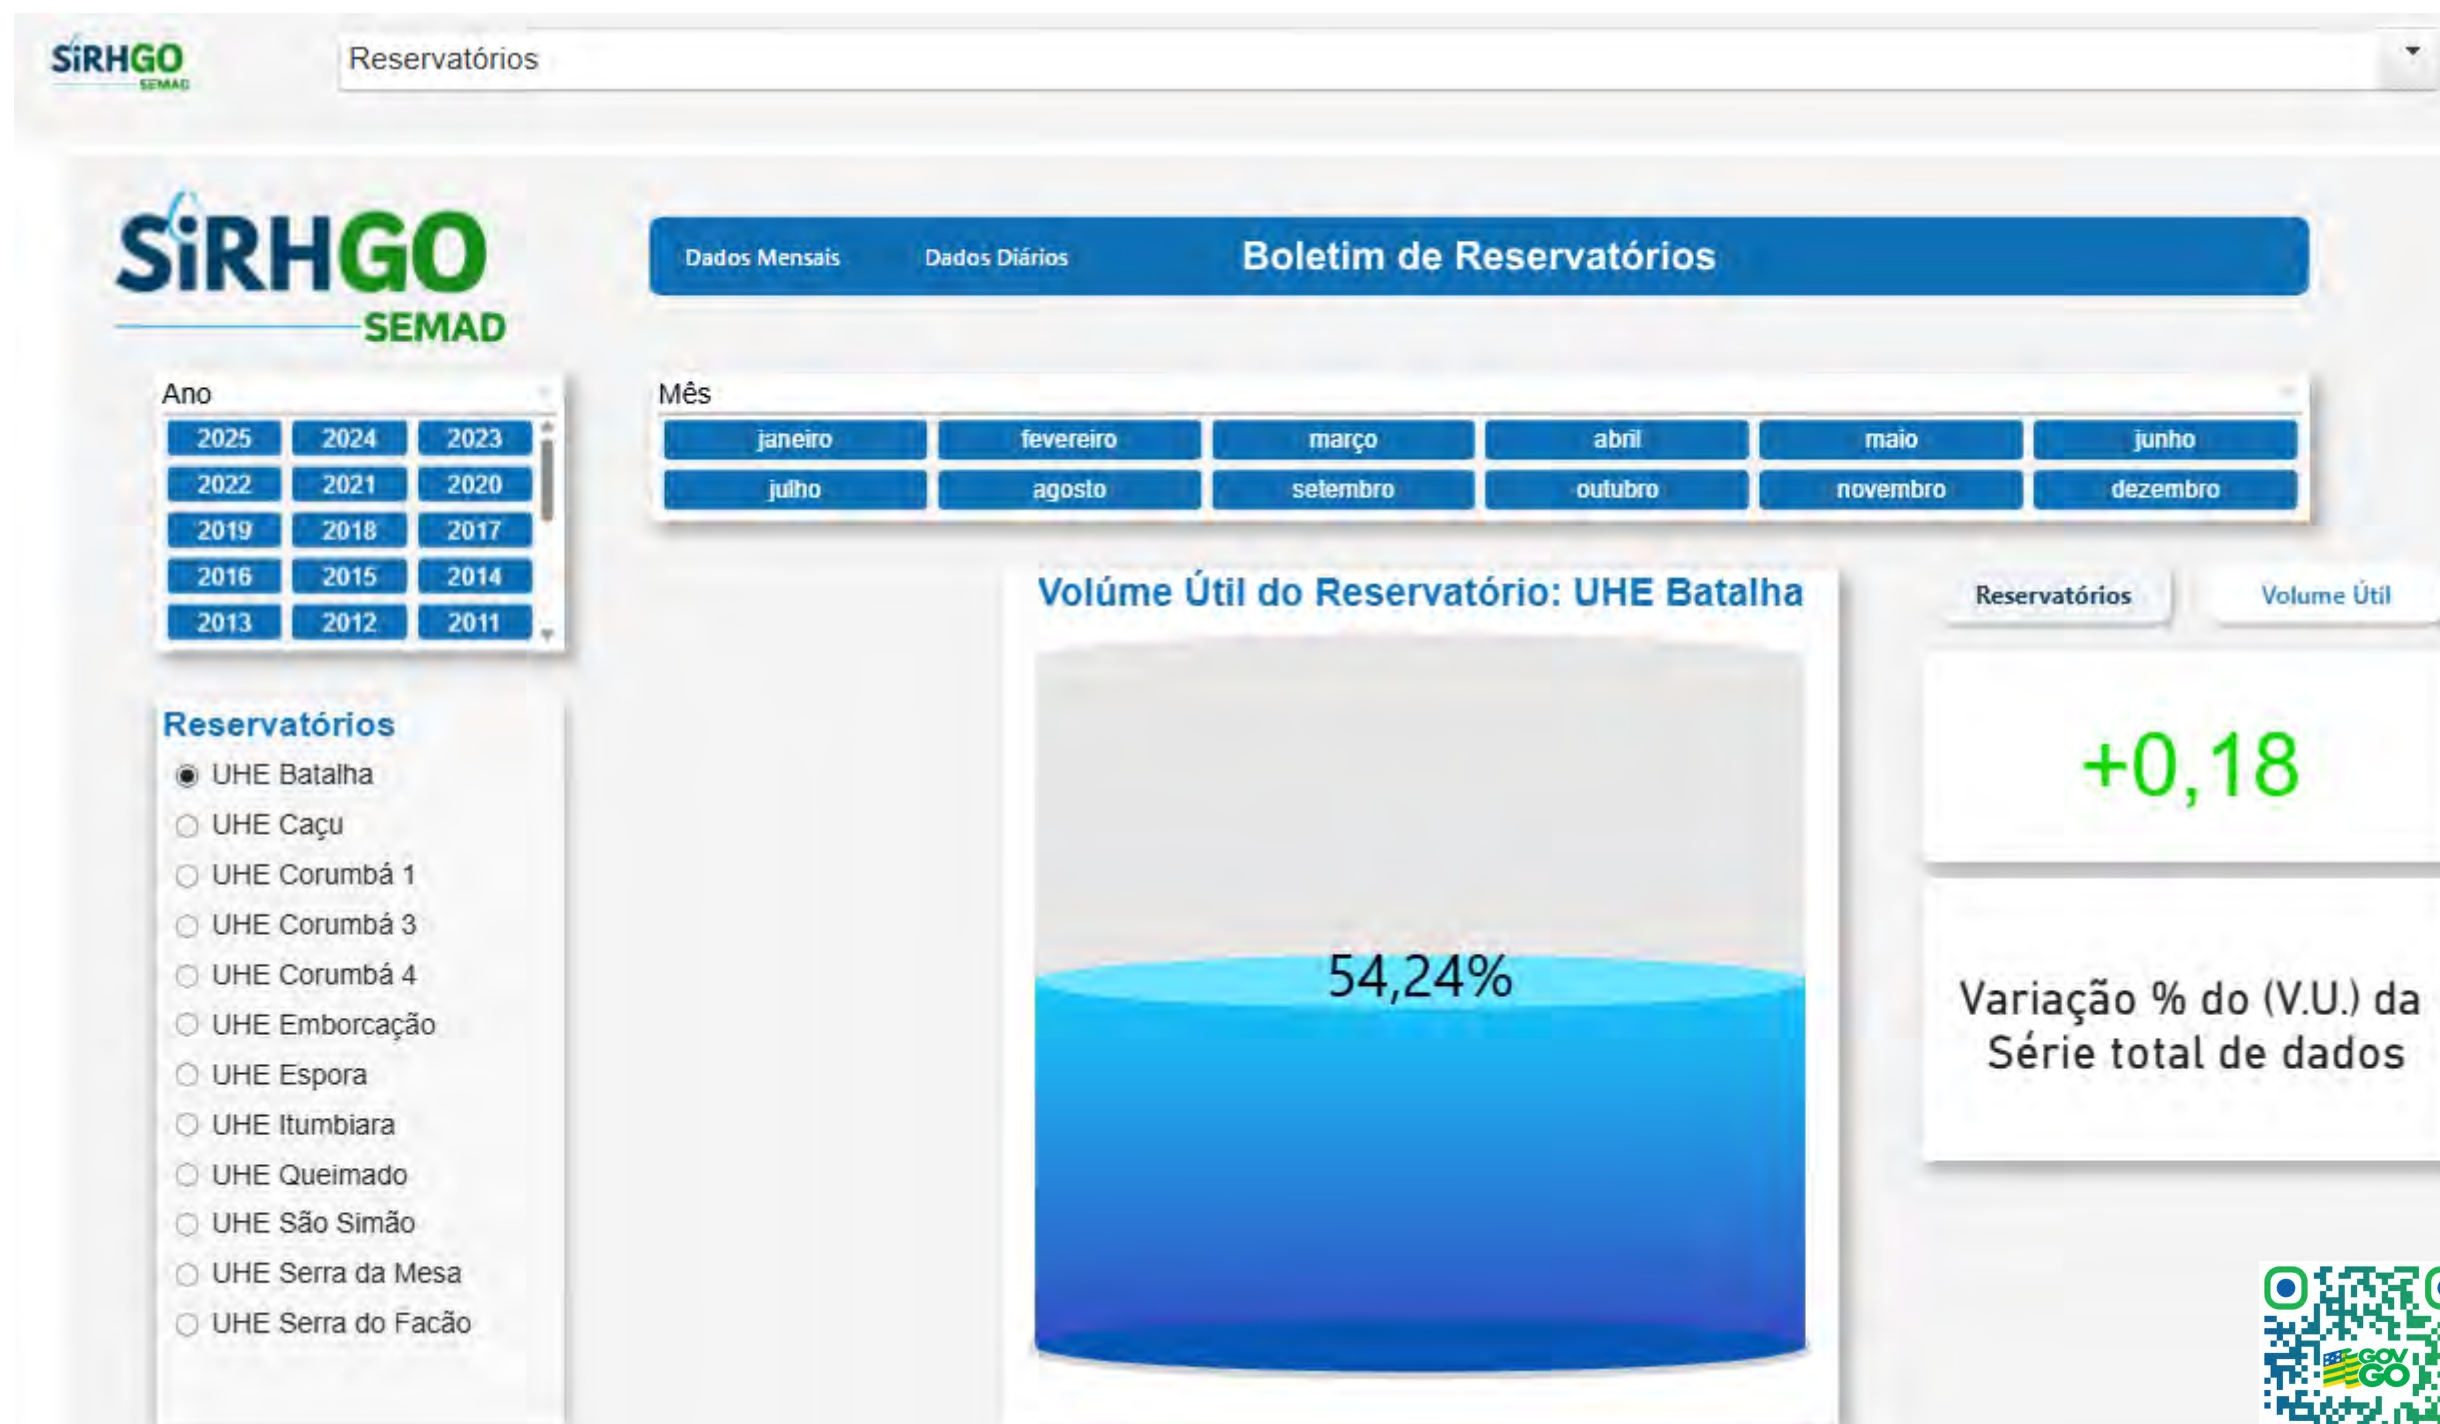 SiRHGO
SEMAD
Reservatórios
SiRHGO
SEMAD
Dados Mensais
Dados Diários
Boletim de Reservatórios
Ano
2025 2024 2023
2022 2021 2020
2019 2018 2017
2016 2015 2014
2013 2012 2011
Mês
janeiro fevereiro março abril maio junho
julho agosto setembro outubro novembro dezembro
Reservatórios
UHE Batalha
UHE Caçu
UHE Corumbá 1
UHE Corumbá 3
UHE Corumbá 4
UHE Emborcação
UHE Espora
UHE Itumbiara
UHE Queimado
UHE São Simão
UHE Serra da Mesa
UHE Serra do Facão
Volúme Útil do Reservatório: UHE Batalha
54,24%
Reservatórios
Volume Útil
+0,18
Variação % do (V.U.) da
Série total de dados
GOV
GO